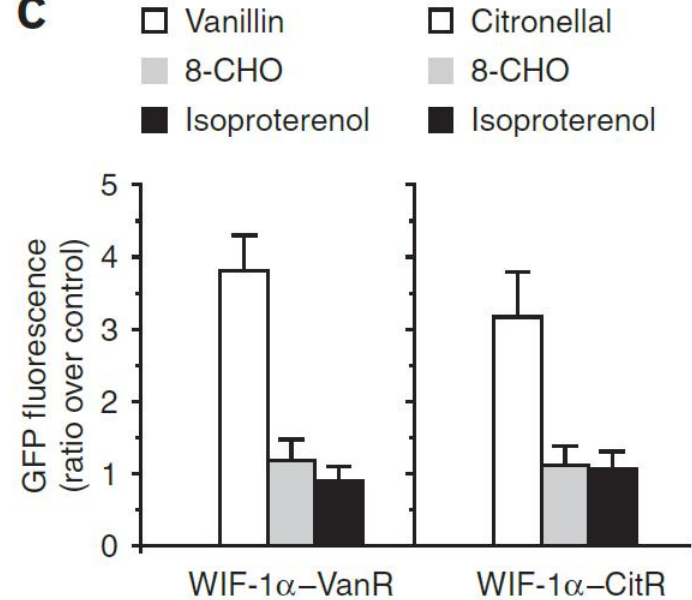 C
Vanillin
8-CHO
Isoproterenol
Citronellal
8-CHO
Isoproterenol
GFP fluorescence
(ratio over control)
5
4
3
2
1
0
WIF-1α–VanR
WIF-1α–CitR